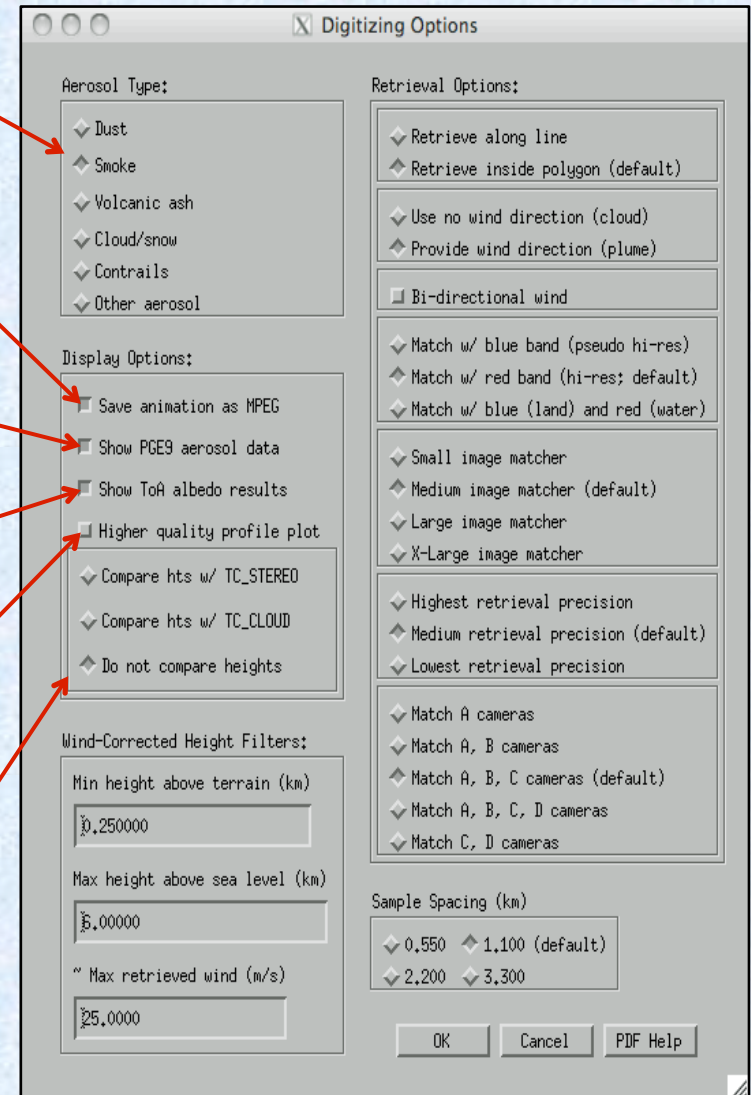 Digitizing Options
Aerosol Type:
Dust
Smoke
Volcanic ash
Cloud/snow
Contrails
Other aerosol
Display Options:
Save animation as MPEG
Show PGE9 aerosol data
Show ToA albedo results
Higher quality profile plot
Compare hts w/ TC_STEREO
Compare hts w/ TC_CLOUD
Do not compare heights
Wind-Corrected Height Filters:
Min height above terrain (km)
0.250000
Max height above sea level (km)
6.00000
~ Max retrieved wind (m/s)
25.0000
Retrieval Options:
Retrieve along line
Retrieve inside polygon (default)
Use no wind direction (cloud)
Provide wind direction (plume)
Bi-directional wind
Match w/ blue band (pseudo hi-res)
Match w/ red band (hi-res; default)
Match w/ blue (land) and red (water)
Small image matcher
Medium image matcher (default)
Large image matcher
X-Large image matcher
Highest retrieval precision
Medium retrieval precision (default)
Lowest retrieval precision
Match A cameras
Match A, B cameras
Match A, B, C cameras (default)
Match A, B, C, D cameras
Match C, D cameras
Sample Spacing (km)
0.550 1.100 (default)
2.200 3.300
OK Cancel PDF Help